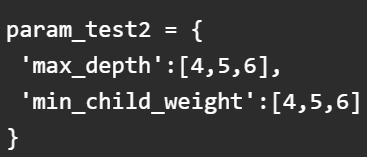 param_test2 = {
 'max_depth':[4,5,6],
 'min_child_weight':[4,5,6]
}